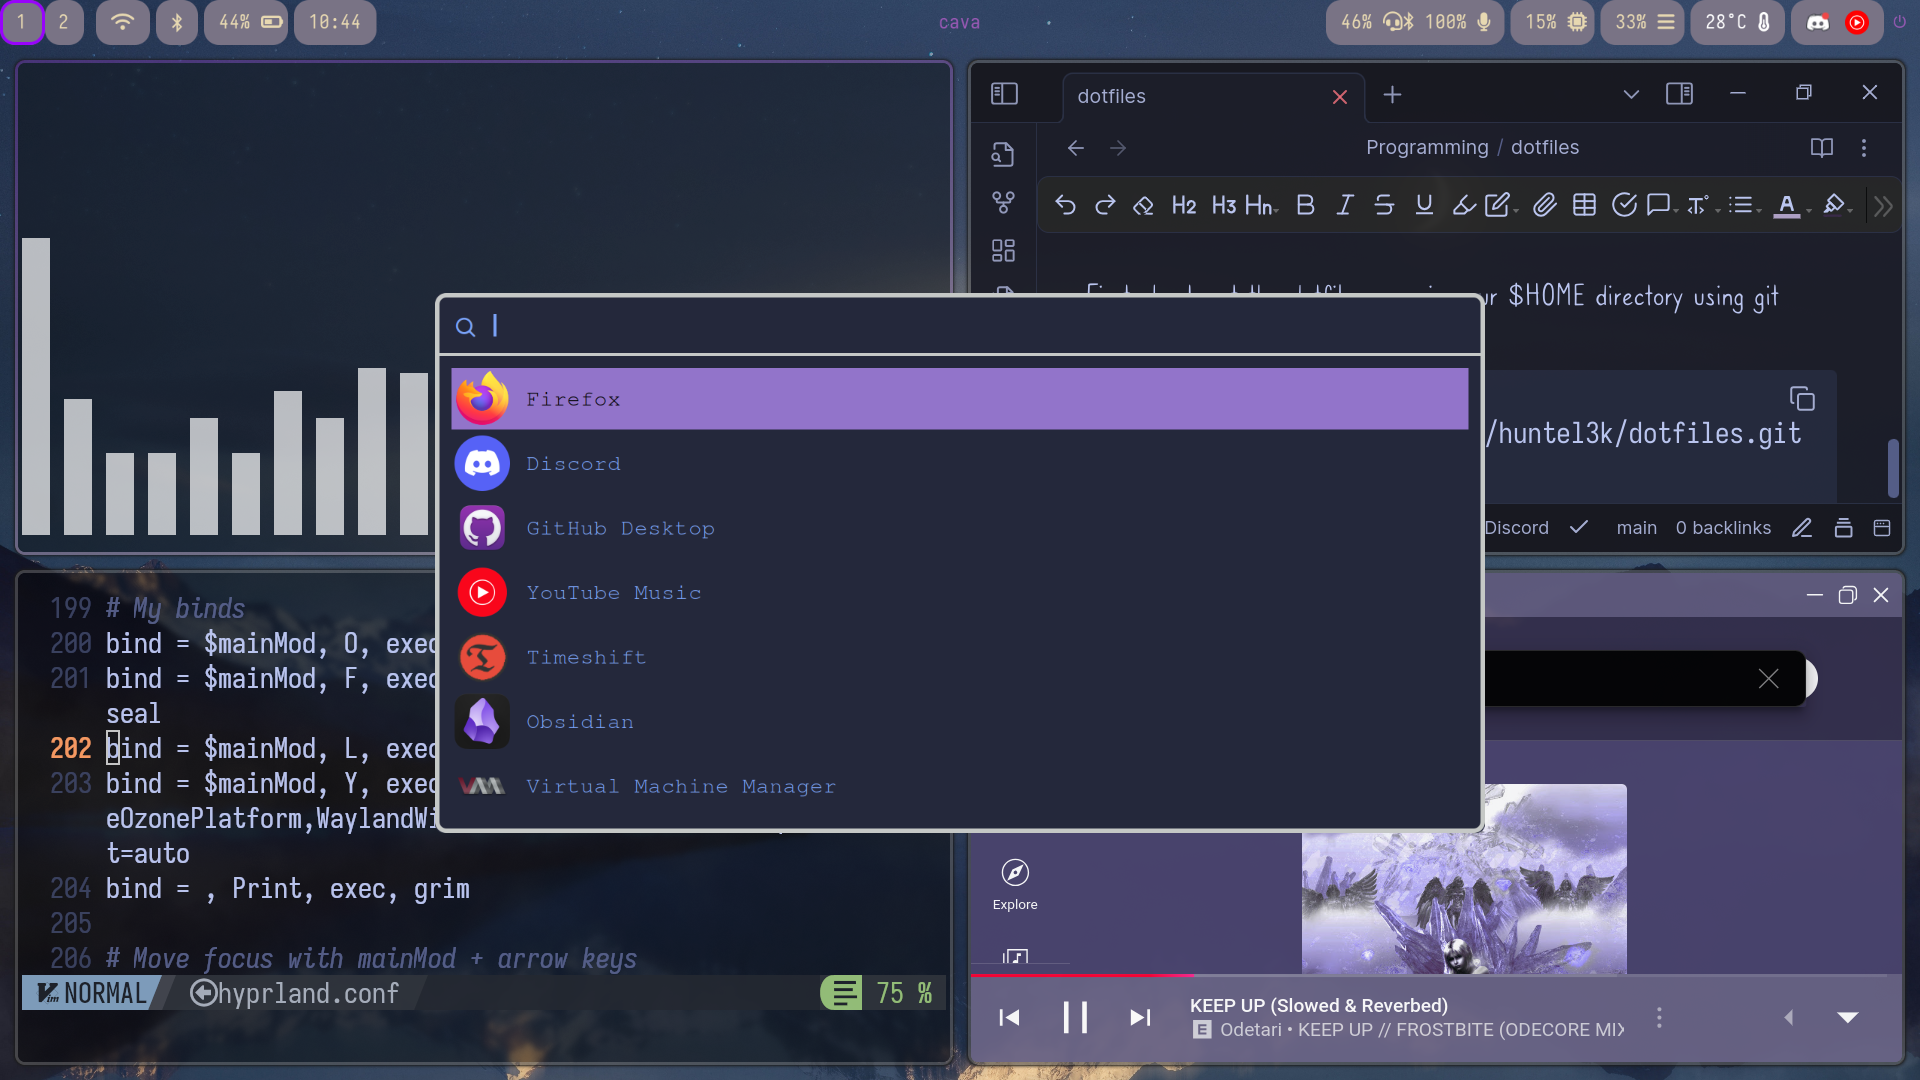 1
2
44%
10:44
cava
46%
100%
15%
33%
28°C
dotfiles
Programming / dotfiles
H2 H3 Hn B I S U A
$HOME directory using git
/huntel3k/dotfiles.git
Discord
main
0 backlinks
Firefox
Discord
GitHub Desktop
YouTube Music
Timeshift
Obsidian
Virtual Machine Manager
199 # My binds
200 bind = $mainMod, O, exec
201 bind = $mainMod, F, exec
seal
202 bind = $mainMod, L, exec
203 bind = $mainMod, Y, exec
eOzonePlatform,WaylandWi
t=auto
204 bind = , Print, exec, grim
205
206 # Move focus with mainMod + arrow keys
NORMAL
hyprland.conf
75 %
Explore
KEEP UP (Slowed & Reverbed)
E Odetari • KEEP UP // FROSTBITE (ODECORE MIX